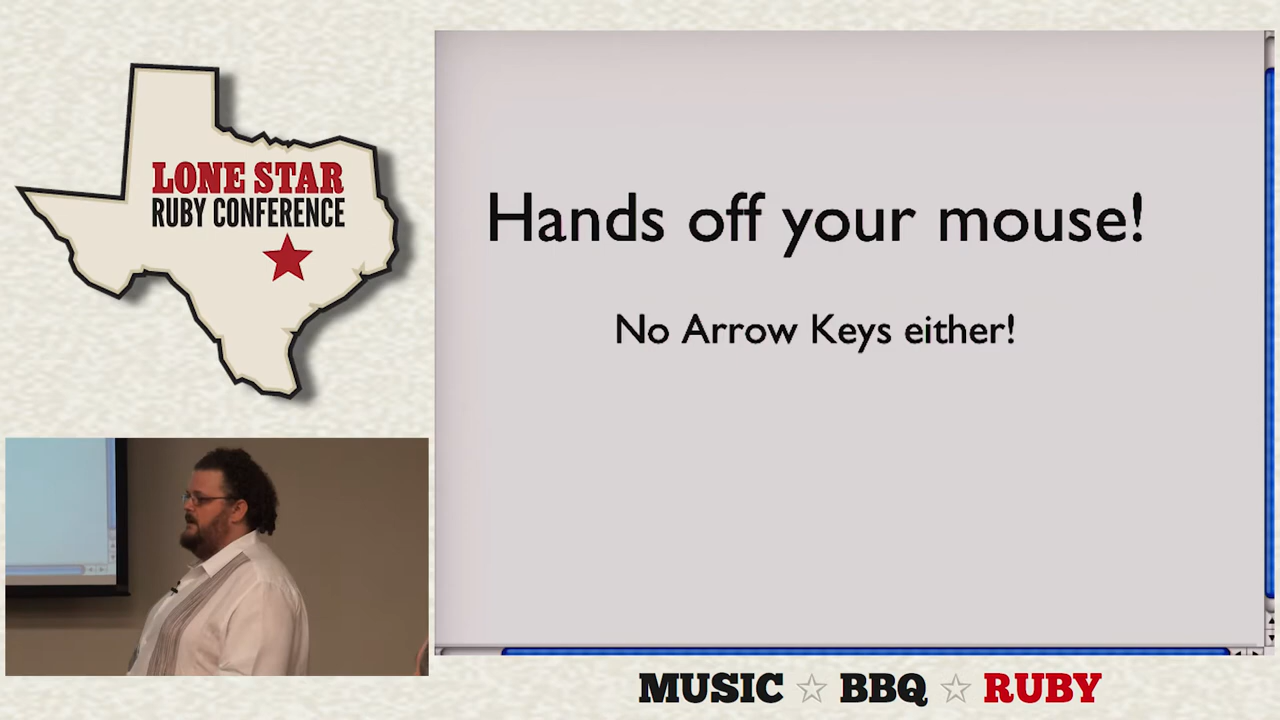 LONE STAR
RUBY CONFERENCE
Hands off your mouse!
No Arrow Keys either!
MUSIC ☆ BBQ ☆ RUBY